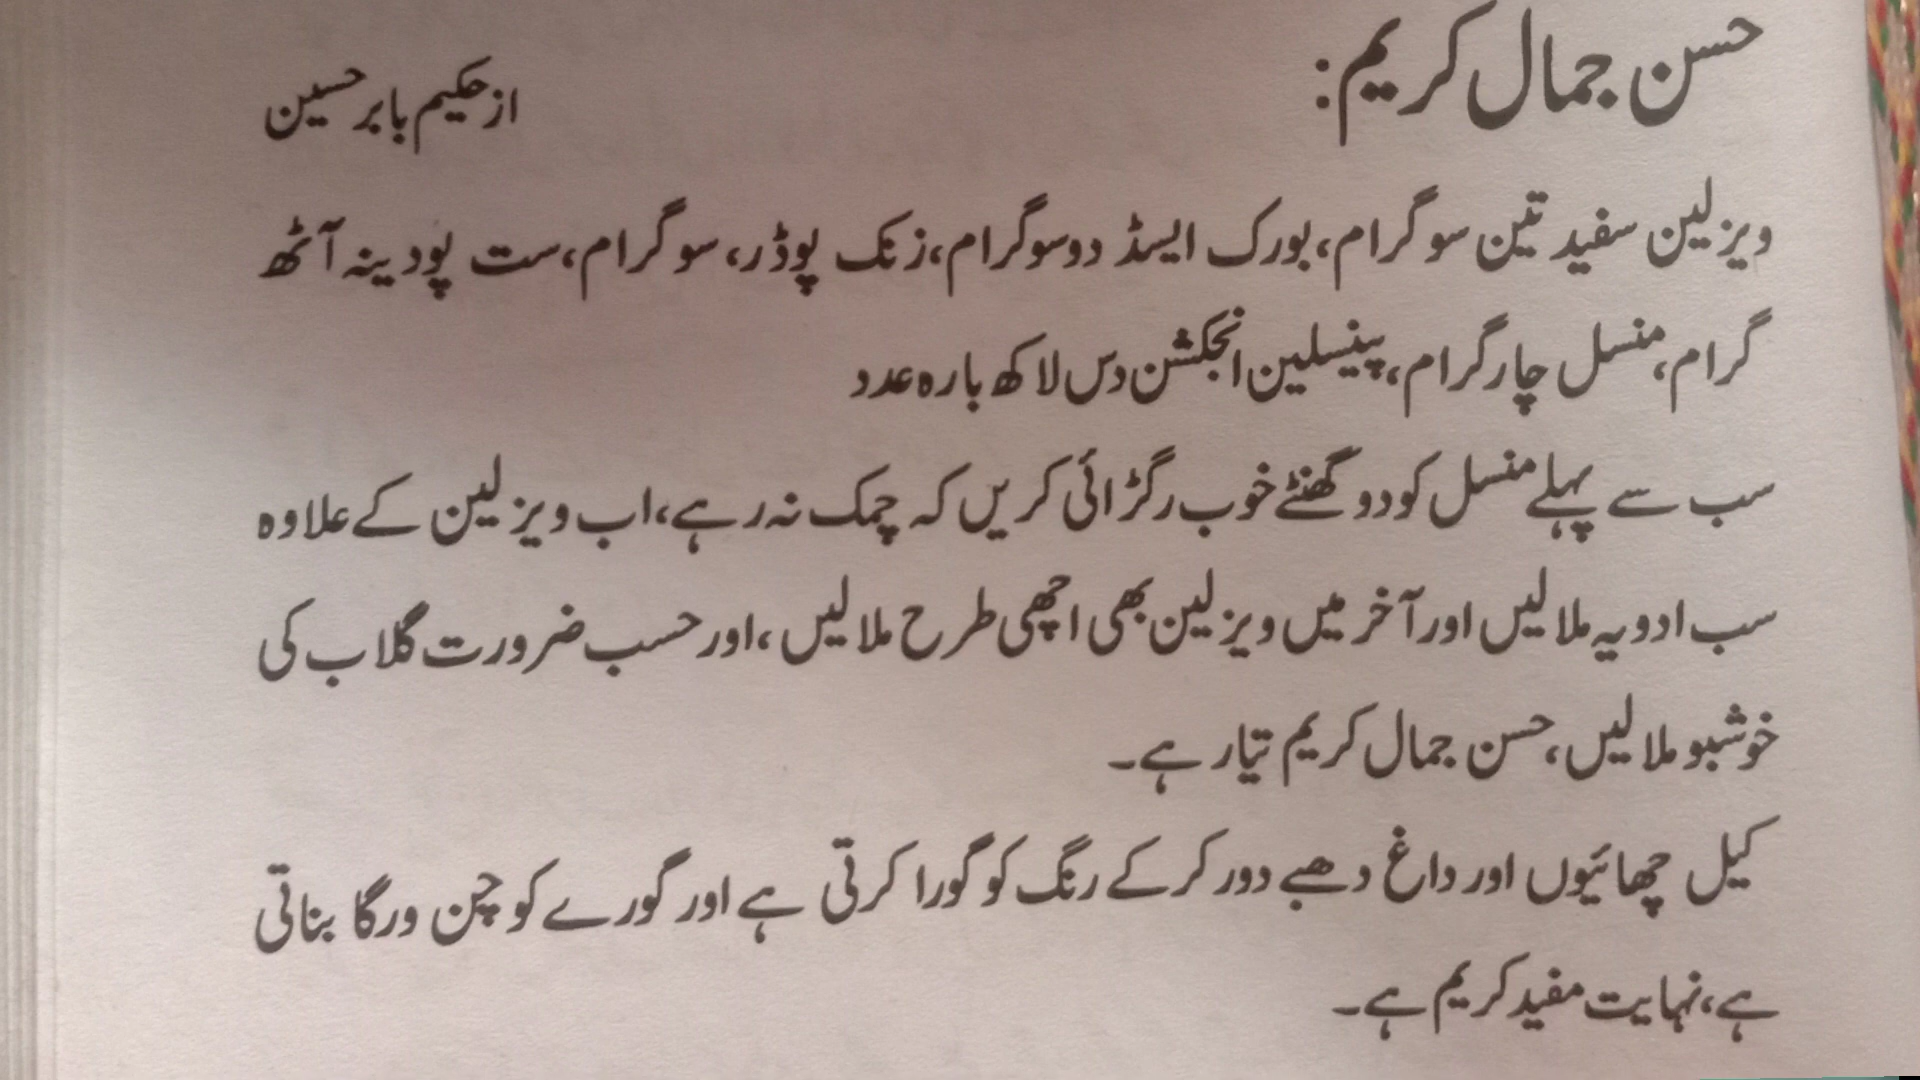 حسن جمال کریم:
از حکیم بابر حسین
ویزلین سفید تین سو گرام، بورک ایسڈ دو سو گرام، زنک پوڈر، سو گرام، ست پودینہ آٹھ
گرام، منسل چار گرام، پینسلین انجکشن دس لاکھ بارہ عدد
سب سے پہلے منسل کو دو گھنٹے خوب رگڑائی کریں کہ چمک نہ رہے، اب ویزلین کے علاوہ
سب ادویہ ملا لیں اور آخر میں ویزلین بھی اچھی طرح ملا لیں، اور حسب ضرورت گلاب کی
خوشبو ملا لیں، حسن جمال کریم تیار ہے۔
کیل چھائیوں اور داغ دھبے دور کر کے رنگ کو گورا کرتی ہے اور گورے کو چن ورگا بناتی
ہے، نہایت مفید کریم ہے۔